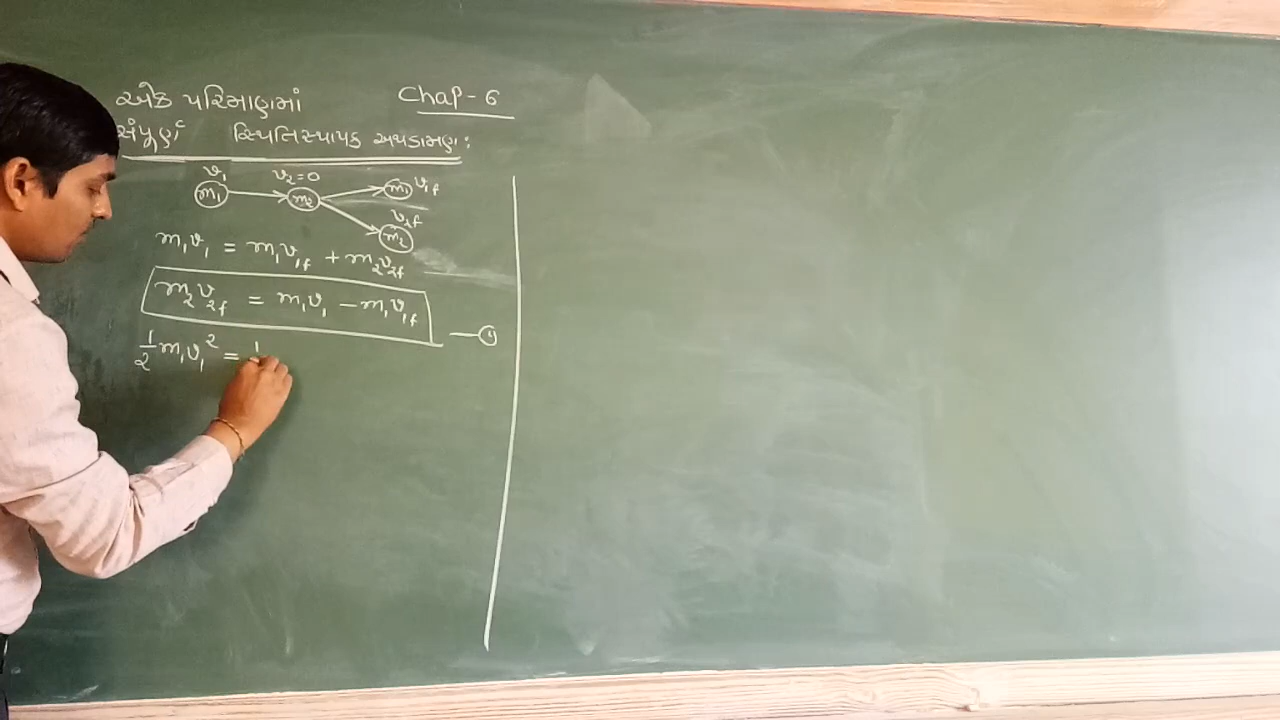 એક પરિમાણમાં Chap - 6
સંપૂર્ણ સ્થિતિસ્થાપક અથડામણ :
v₁ v₂=0 m₁ v₁f
m₁ m₂
v₂f
m₂
m₁v₁ = m₁v₁f + m₂v₂f
m₂v₂f = m₁v₁ – m₁v₁f — ①
1/2 m₁v₁² = 1